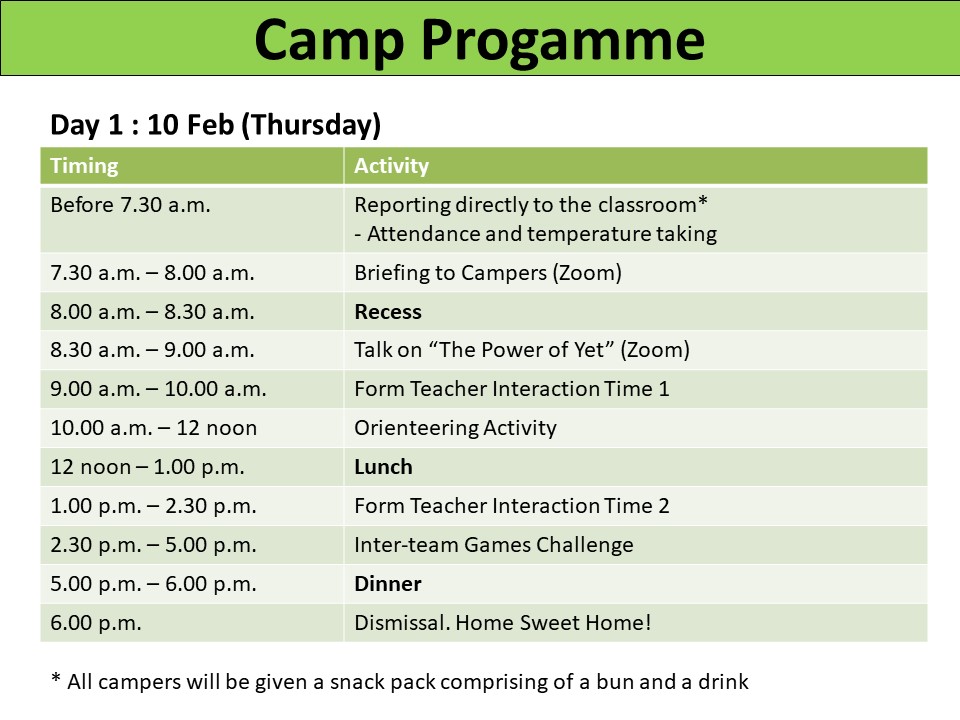 Camp Progamme
Day 1 : 10 Feb (Thursday)
Timing Activity
Before 7.30 a.m. Reporting directly to the classroom*
- Attendance and temperature taking
7.30 a.m. – 8.00 a.m. Briefing to Campers (Zoom)
8.00 a.m. – 8.30 a.m. Recess
8.30 a.m. – 9.00 a.m. Talk on “The Power of Yet” (Zoom)
9.00 a.m. – 10.00 a.m. Form Teacher Interaction Time 1
10.00 a.m. – 12 noon Orienteering Activity
12 noon – 1.00 p.m. Lunch
1.00 p.m. – 2.30 p.m. Form Teacher Interaction Time 2
2.30 p.m. – 5.00 p.m. Inter-team Games Challenge
5.00 p.m. – 6.00 p.m. Dinner
6.00 p.m. Dismissal. Home Sweet Home!
* All campers will be given a snack pack comprising of a bun and a drink